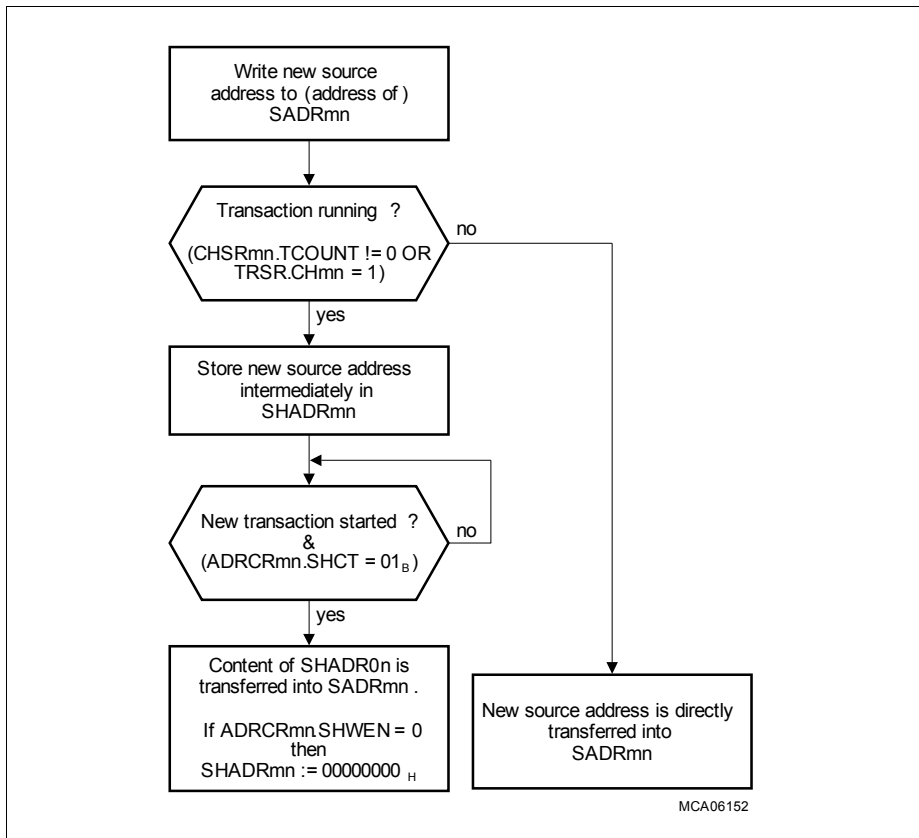 Write new source
address to (address of )
SADRmn
Transaction running ?
no
(CHSRmn.TCOUNT != 0 OR
TRSR.CHmn = 1)
yes
Store new source address
intermediately in
SHADRmn
New transaction started ?
no
&
(ADRCRmn.SHCT = 01B )
yes
Content of SHADR0n is
transferred into SADRmn .
If ADRCRmn.SHWEN = 0
then
SHADRmn := 00000000 H
New source address is directly
transferred into
SADRmn
MCA06152